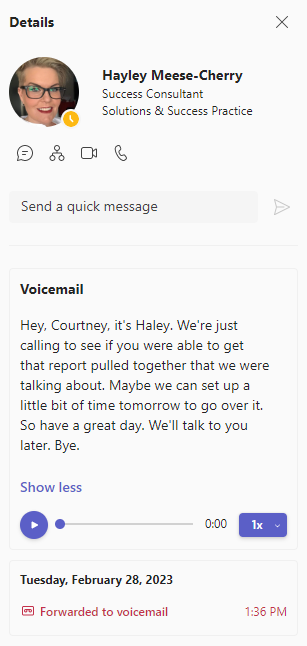 Details
Hayley Meese-Cherry
Success Consultant
Solutions & Success Practice
Send a quick message
Voicemail
Hey, Courtney, it's Haley. We're just
calling to see if you were able to get
that report pulled together that we were
talking about. Maybe we can set up a
little bit of time tomorrow to go over it.
So have a great day. We'll talk to you
later. Bye.
Show less
0:00 1x
Tuesday, February 28, 2023
Forwarded to voicemail 1:36 PM